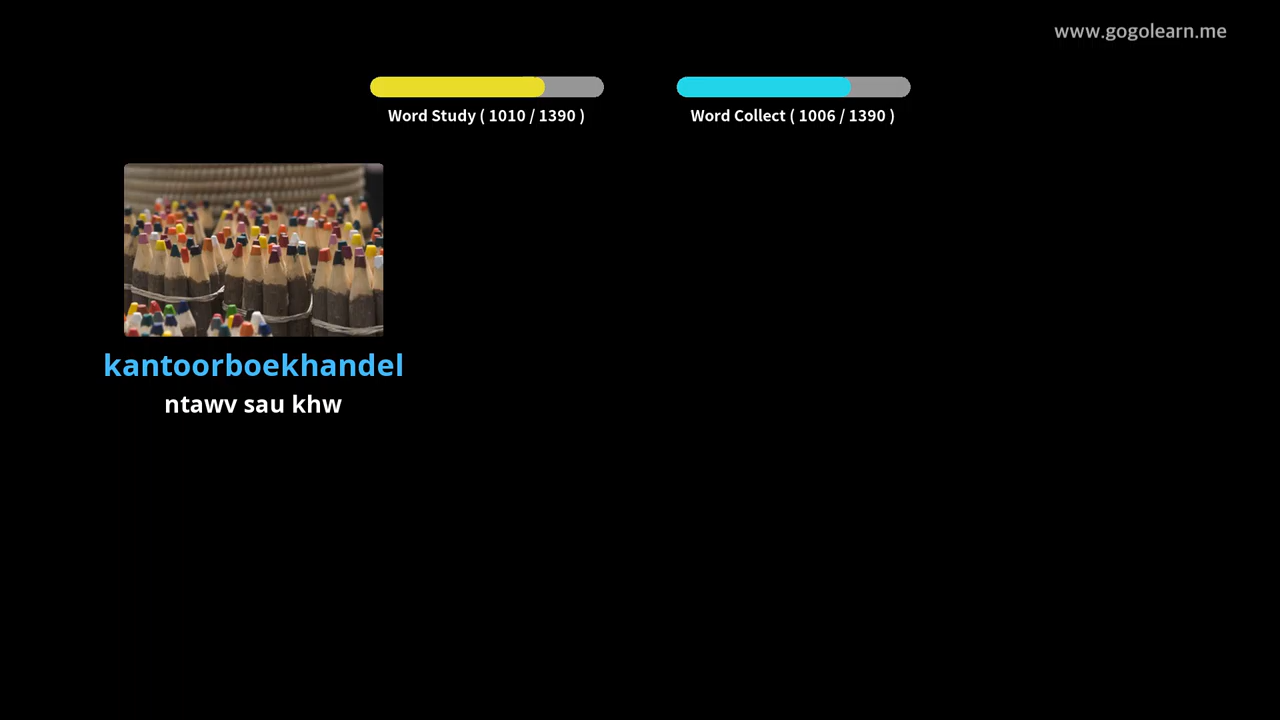 www.gogolearn.me
Word Study ( 1010 / 1390 )
Word Collect ( 1006 / 1390 )
kantoorboekhandel
ntawv sau khw